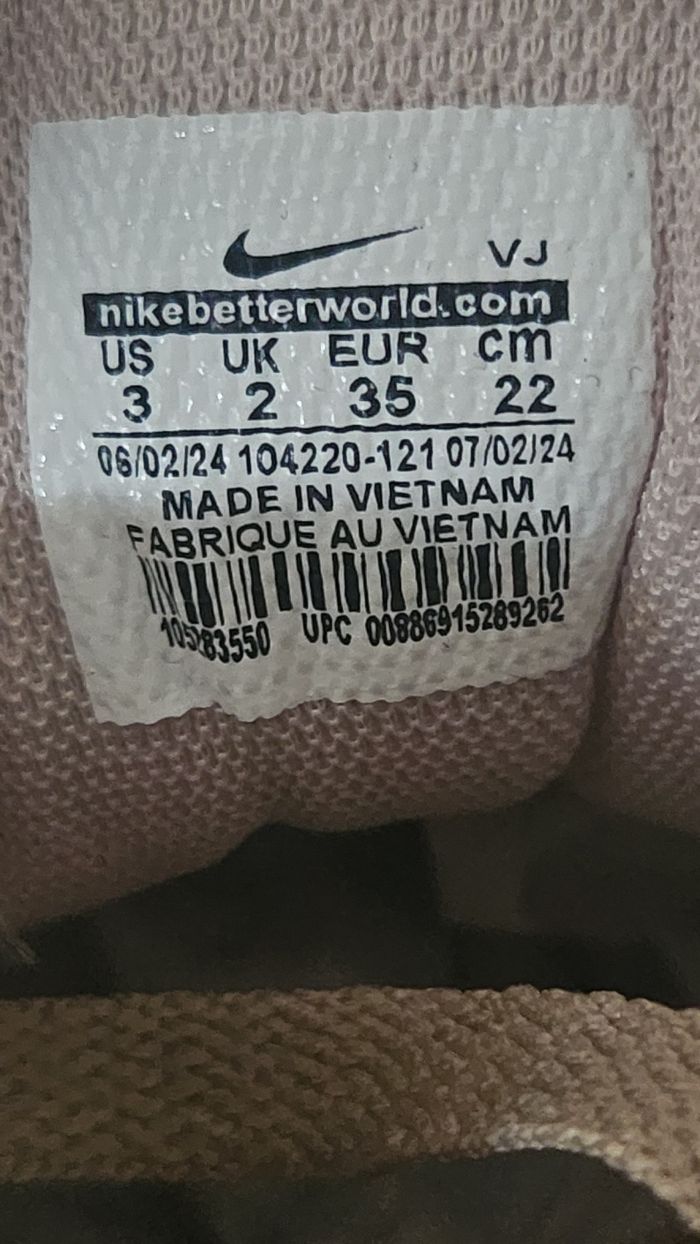 VJ
nikebetterworld.com
US UK EUR cm
3 2 35 22
06/02/24 104220-121 07/02/24
MADE IN VIETNAM
FABRIQUE AU VIETNAM
105283550 UPC 00886915289262